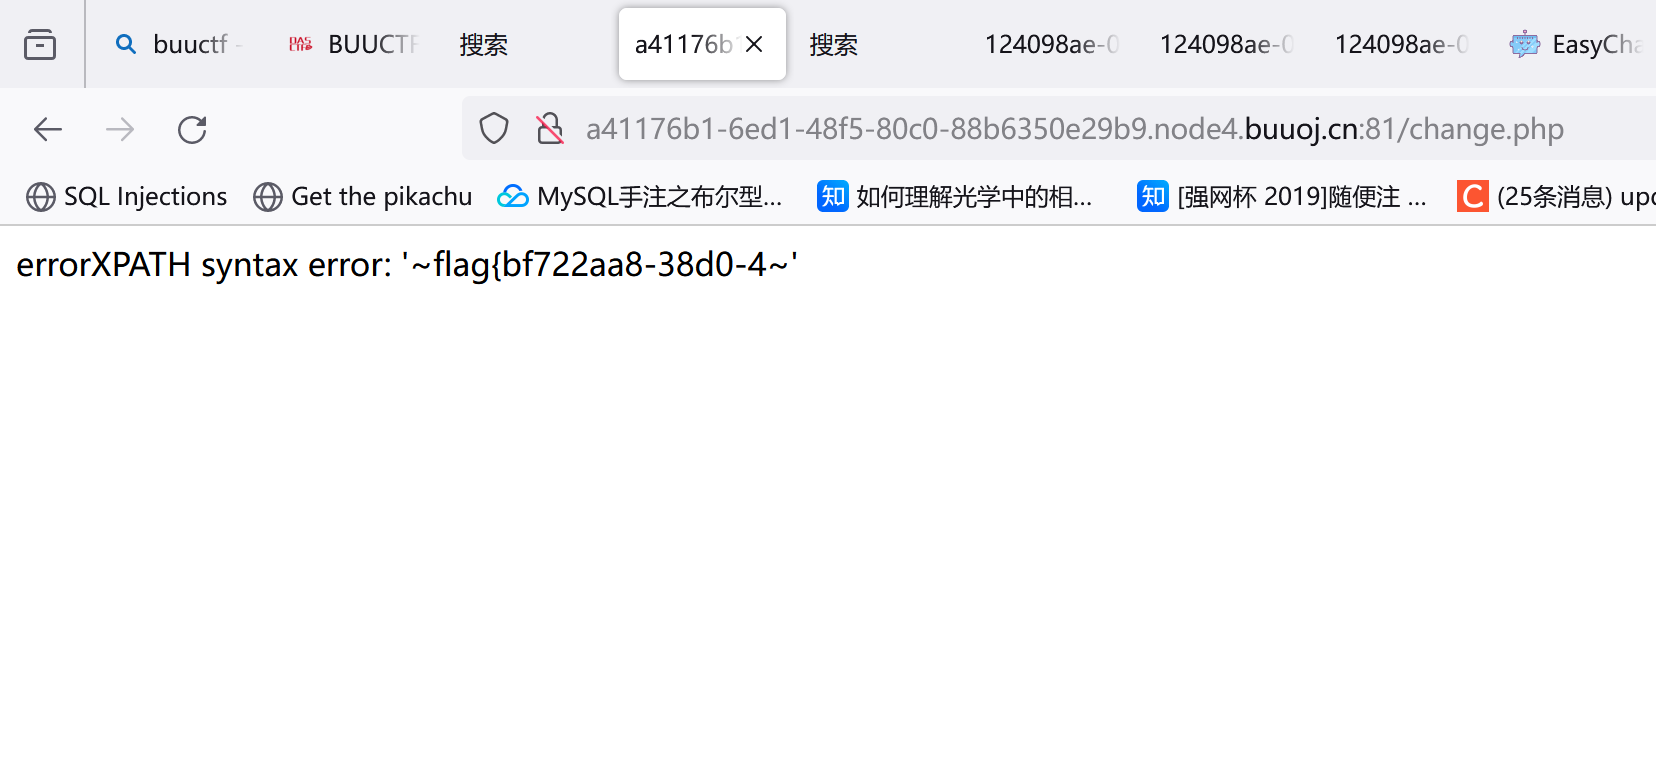 buuctf - BUUCTF 搜索 a41176b1 搜索 124098ae-0 124098ae-0 124098ae-0 EasyCha
a41176b1-6ed1-48f5-80c0-88b6350e29b9.node4.buuoj.cn:81/change.php
SQL Injections Get the pikachu MySQL手注之布尔型... 知 如何理解光学中的相... 知 [强网杯 2019]随便注 ... C (25条消息) upd
errorXPATH syntax error: '~flag{bf722aa8-38d0-4~'